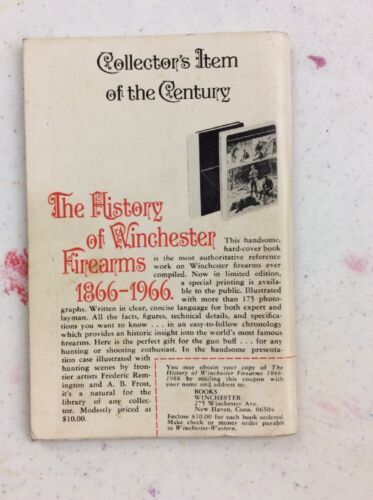 Collector's Item
of the Century
The History
of Winchester
Firearms
1866-1966.
This handsome,
hard-cover book
is the most authoritative reference
work on Winchester firearms ever
compiled. Now in limited edition,
a special printing is availa-
ble to the public. Illustrated
with more than 175 photo-
graphs. Written in clear, concise language for both expert and
layman. All the facts, figures, technical details, and specifica-
tions you want to know . . . in an easy-to-follow chronology
which provides an historic insight into the world's most famous
firearms. Here is the perfect gift for the gun buff . . . for any
hunting or shooting enthusiast. In the handsome presenta-
tion case illustrated with
hunting scenes by fron-
tier artists Frederic Rem-
ington and A. B. Frost,
it's a natural for the
library of any collec-
tor. Modestly priced at
$10.00.
You may obtain your copy of The
History of Winchester Firearms 1866-
1966 by mailing this coupon with
your name and address to:
BOOKS
WINCHESTER
275 Winchester Ave.
New Haven, Conn. 06504
Enclose $10.00 for each book ordered.
Make check or money order payable
to Winchester-Western.